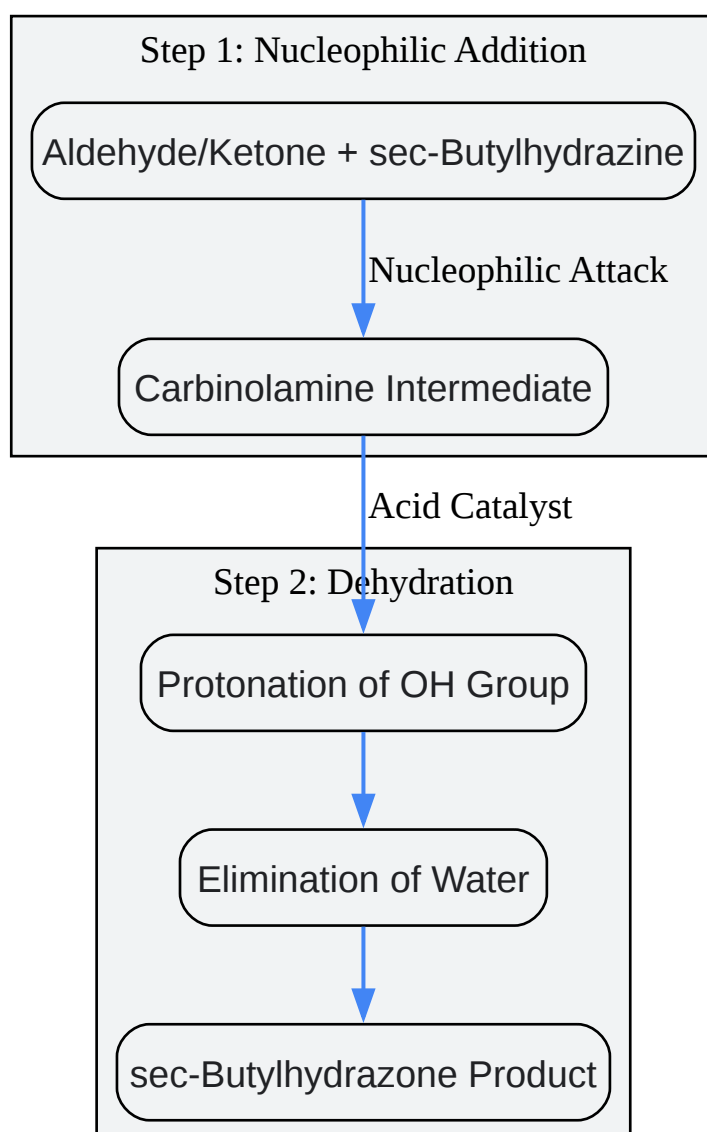 Step 1: Nucleophilic Addition
Aldehyde/Ketone + sec-Butylhydrazine
Nucleophilic Attack
Carbinolamine Intermediate
Acid Catalyst
Step 2: Dehydration
Protonation of OH Group
Elimination of Water
sec-Butylhydrazone Product